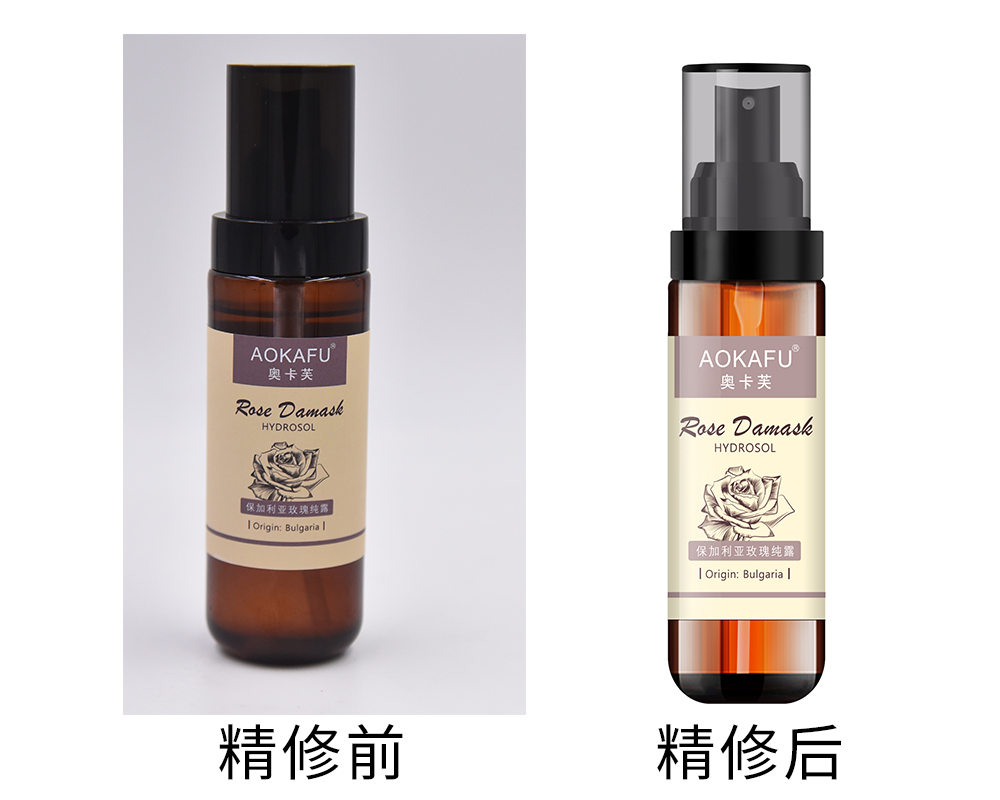 AOKAFU®
奥卡芙
Rose Damask
HYDROSOL
保加利亚玫瑰纯露
Origin: Bulgaria
精修前
AOKAFU®
奥卡芙
Rose Damask
HYDROSOL
保加利亚玫瑰纯露
Origin: Bulgaria
精修后